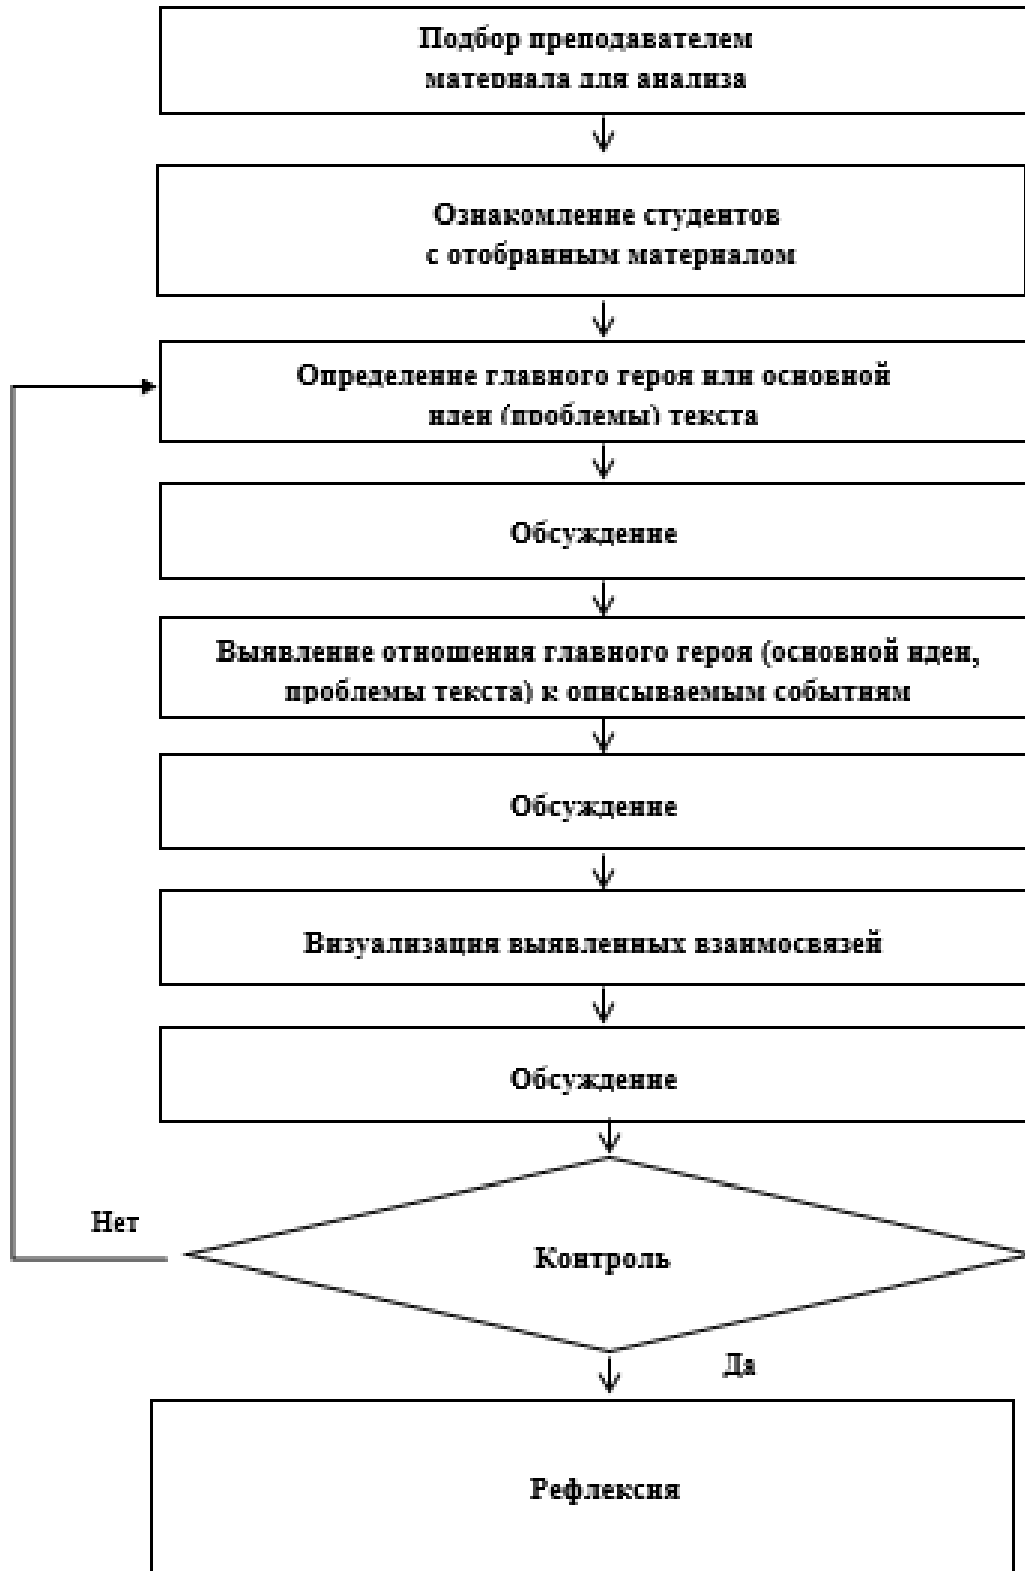 Подбор преподавателем
материала для анализа
Ознакомление студентов
с отобранным материалом
Определение главного героя или основной
идеи (проблемы) текста
Обсуждение
Выявление отношения главного героя (основной идеи,
проблемы текста) к описываемым событиям
Обсуждение
Визуализация выявленных взаимосвязей
Обсуждение
Нет
Контроль
Да
Рефлексия